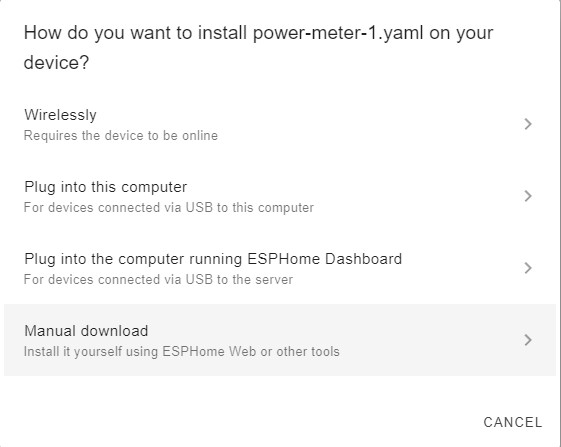 How do you want to install power-meter-1.yaml on your
device?
Wirelessly
Requires the device to be online
Plug into this computer
For devices connected via USB to this computer
Plug into the computer running ESPHome Dashboard
For devices connected via USB to the server
Manual download
Install it yourself using ESPHome Web or other tools
CANCEL